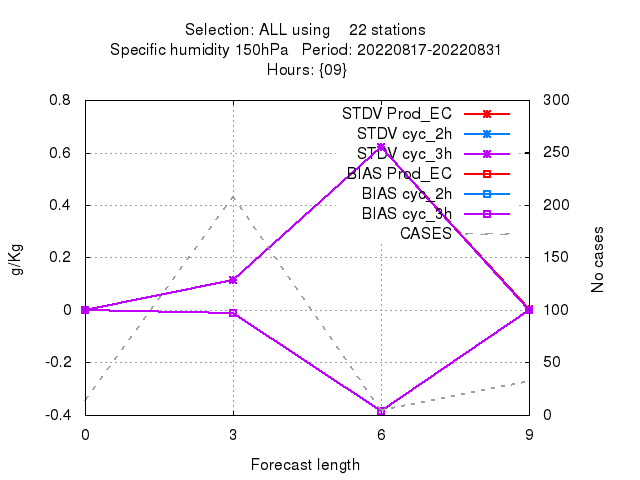 Selection: ALL using 22 stations
Specific humidity 150hPa Period: 20220817-20220831
Hours: {09}
STDV Prod_EC
STDV cyc_2h
STDV cyc_3h
BIAS Prod_EC
BIAS cyc_2h
BIAS cyc_3h
CASES
0.8
0.6
0.4
0.2
0
-0.2
-0.4
g/Kg
300
250
200
150
100
50
0
No cases
0 3 6 9
Forecast length